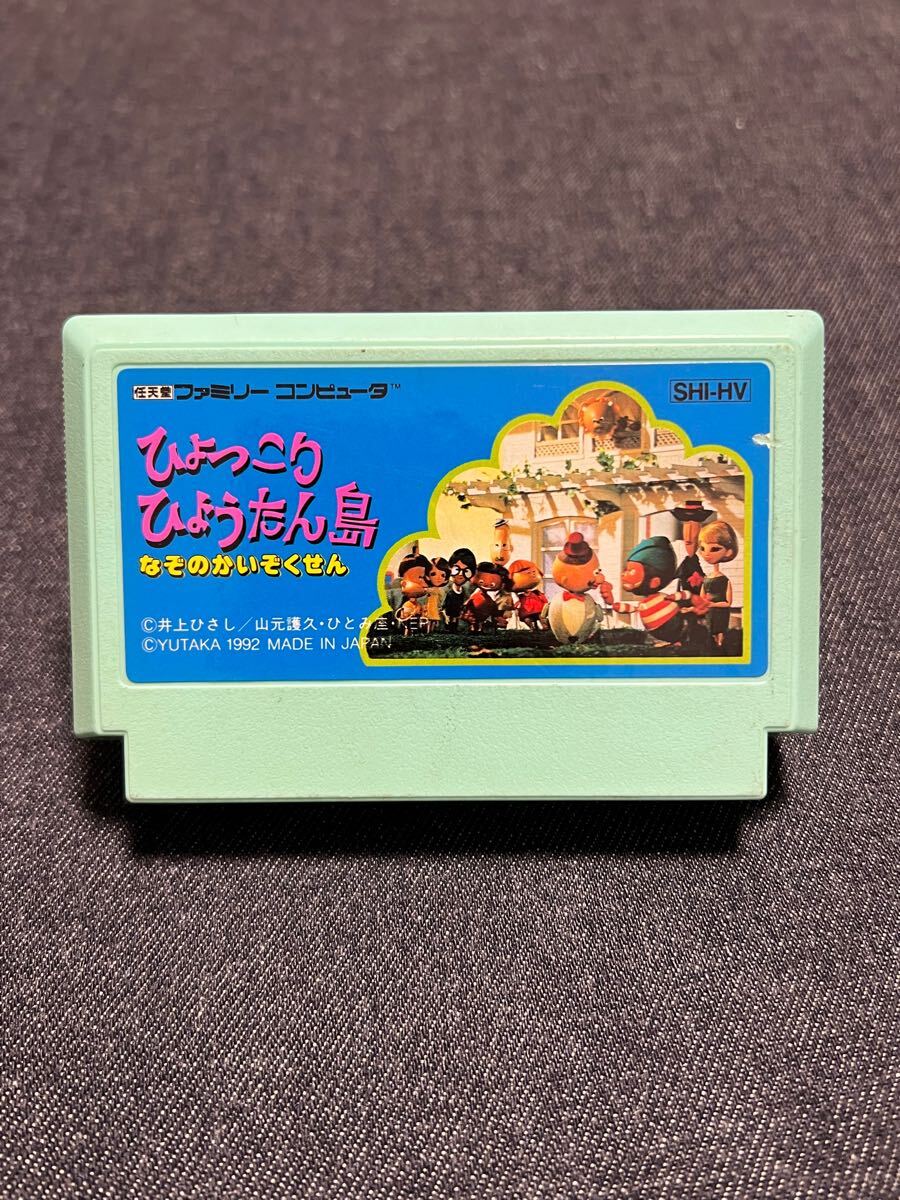 任天堂 ファミリー コンピュータ™
SHI-HV
ひょっこり
ひょうたん島
なぞのかいぞくせん
©井上ひさし／山元護久・ひとみ座・NEP
©YUTAKA 1992 MADE IN JAPAN